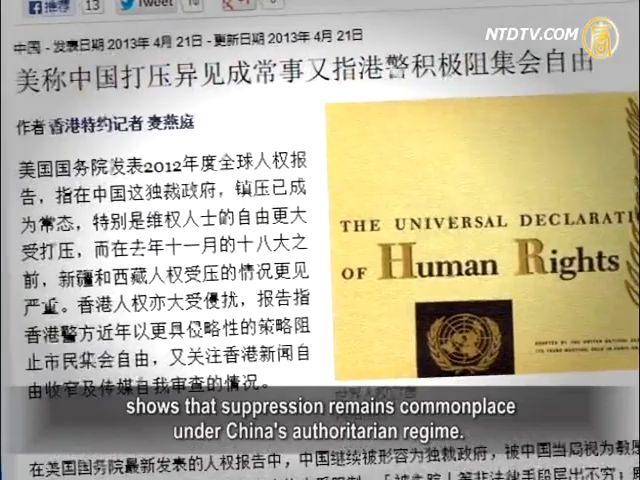 推荐 13 Tweet
NTDTV.COM
中国 - 发表日期 2013年 4月 21日 - 更新日期 2013年 4月 21日
美称中国打压异见成常事又指港警积极阻集会自由
作者 香港特约记者 麦燕庭
美国国务院发表2012年度全球人权报
告，指在中国这独裁政府，镇压已成
为常态，特别是维权人士的自由更大
受打压，而在去年十一月的十八大之
前，新疆和西藏人权受压的情况更见
严重。香港人权亦大受侵扰，报告指
香港警方近年以更具侵略性的策略阻
止市民集会自由，又关注香港新闻自
由收窄及传媒自我审查的情况。
THE UNIVERSAL DECLARATI
OF Human Rights
shows that suppression remains commonplace
under China's authoritarian regime.
在美国国务院最新发表的人权报告中，中国继续被形容为独裁政府，被中国当局视为敏感